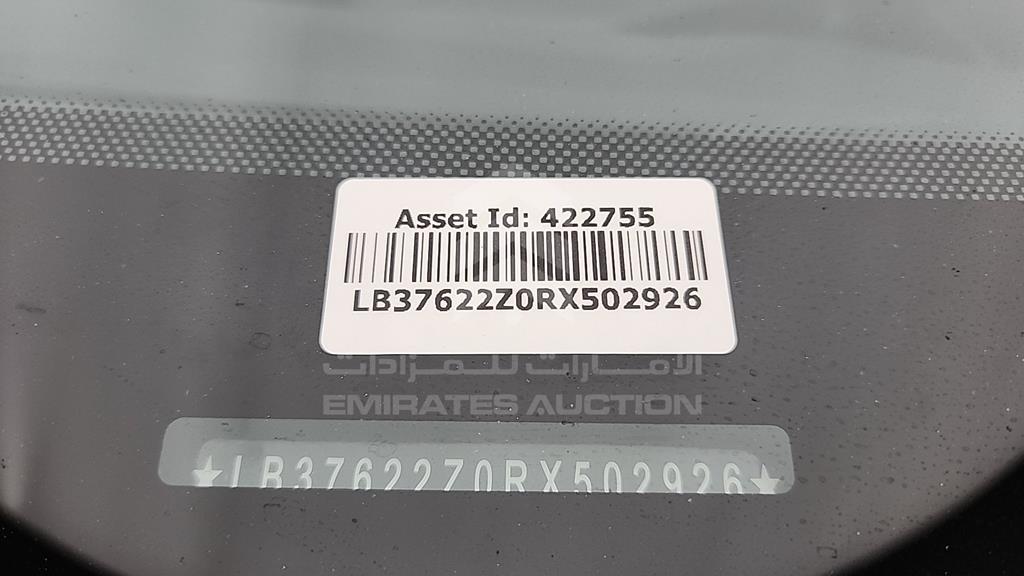 Asset Id: 422755
LB37622Z0RX502926
الامارات للمزادات
EMIRATES AUCTION
★LB37622Z0RX502926★